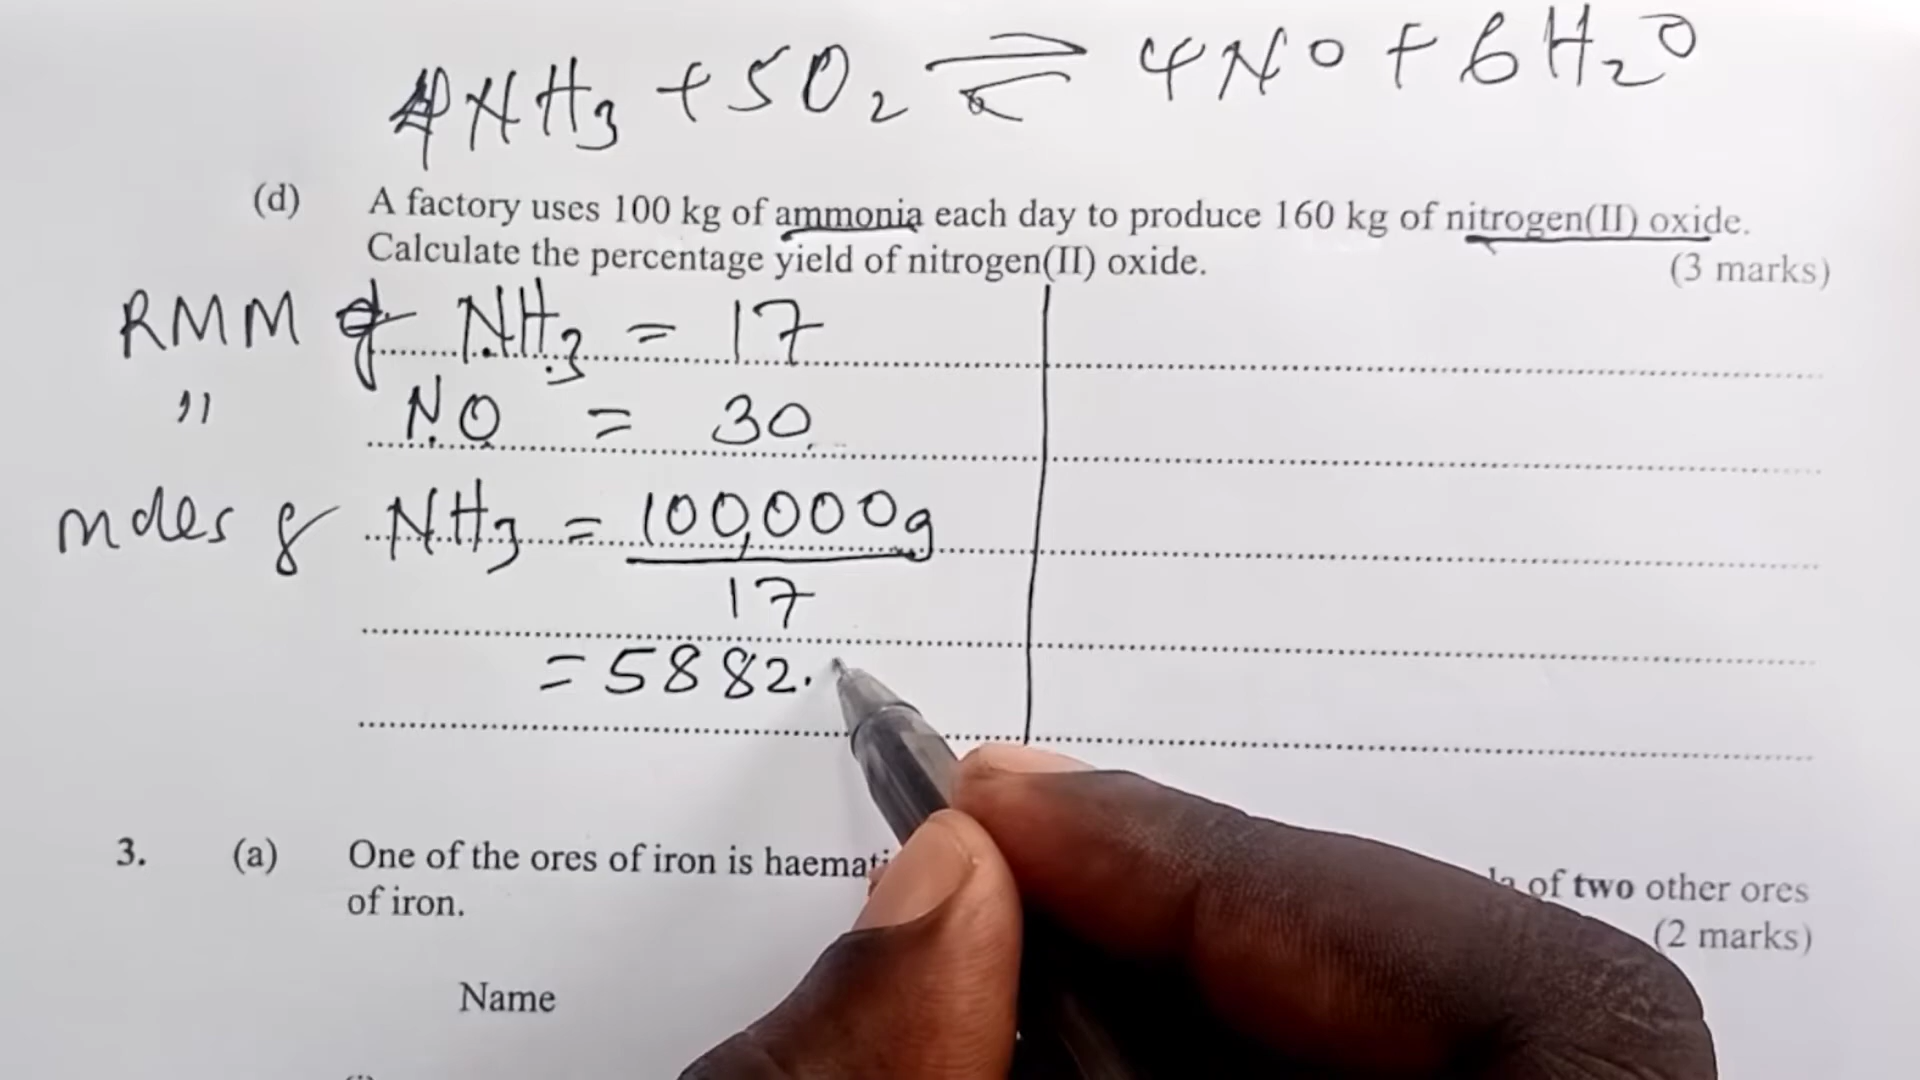 4NH3 + 5O2 ⇌ 4NO + 6H2O
(d) A factory uses 100 kg of ammonia each day to produce 160 kg of nitrogen(II) oxide.
Calculate the percentage yield of nitrogen(II) oxide. (3 marks)
RMM of NH3 = 17
" NO = 30
moles of NH3 = 100,000g
17
= 5882.
3. (a) One of the ores of iron is of two other ores
of iron. (2 marks)
Name